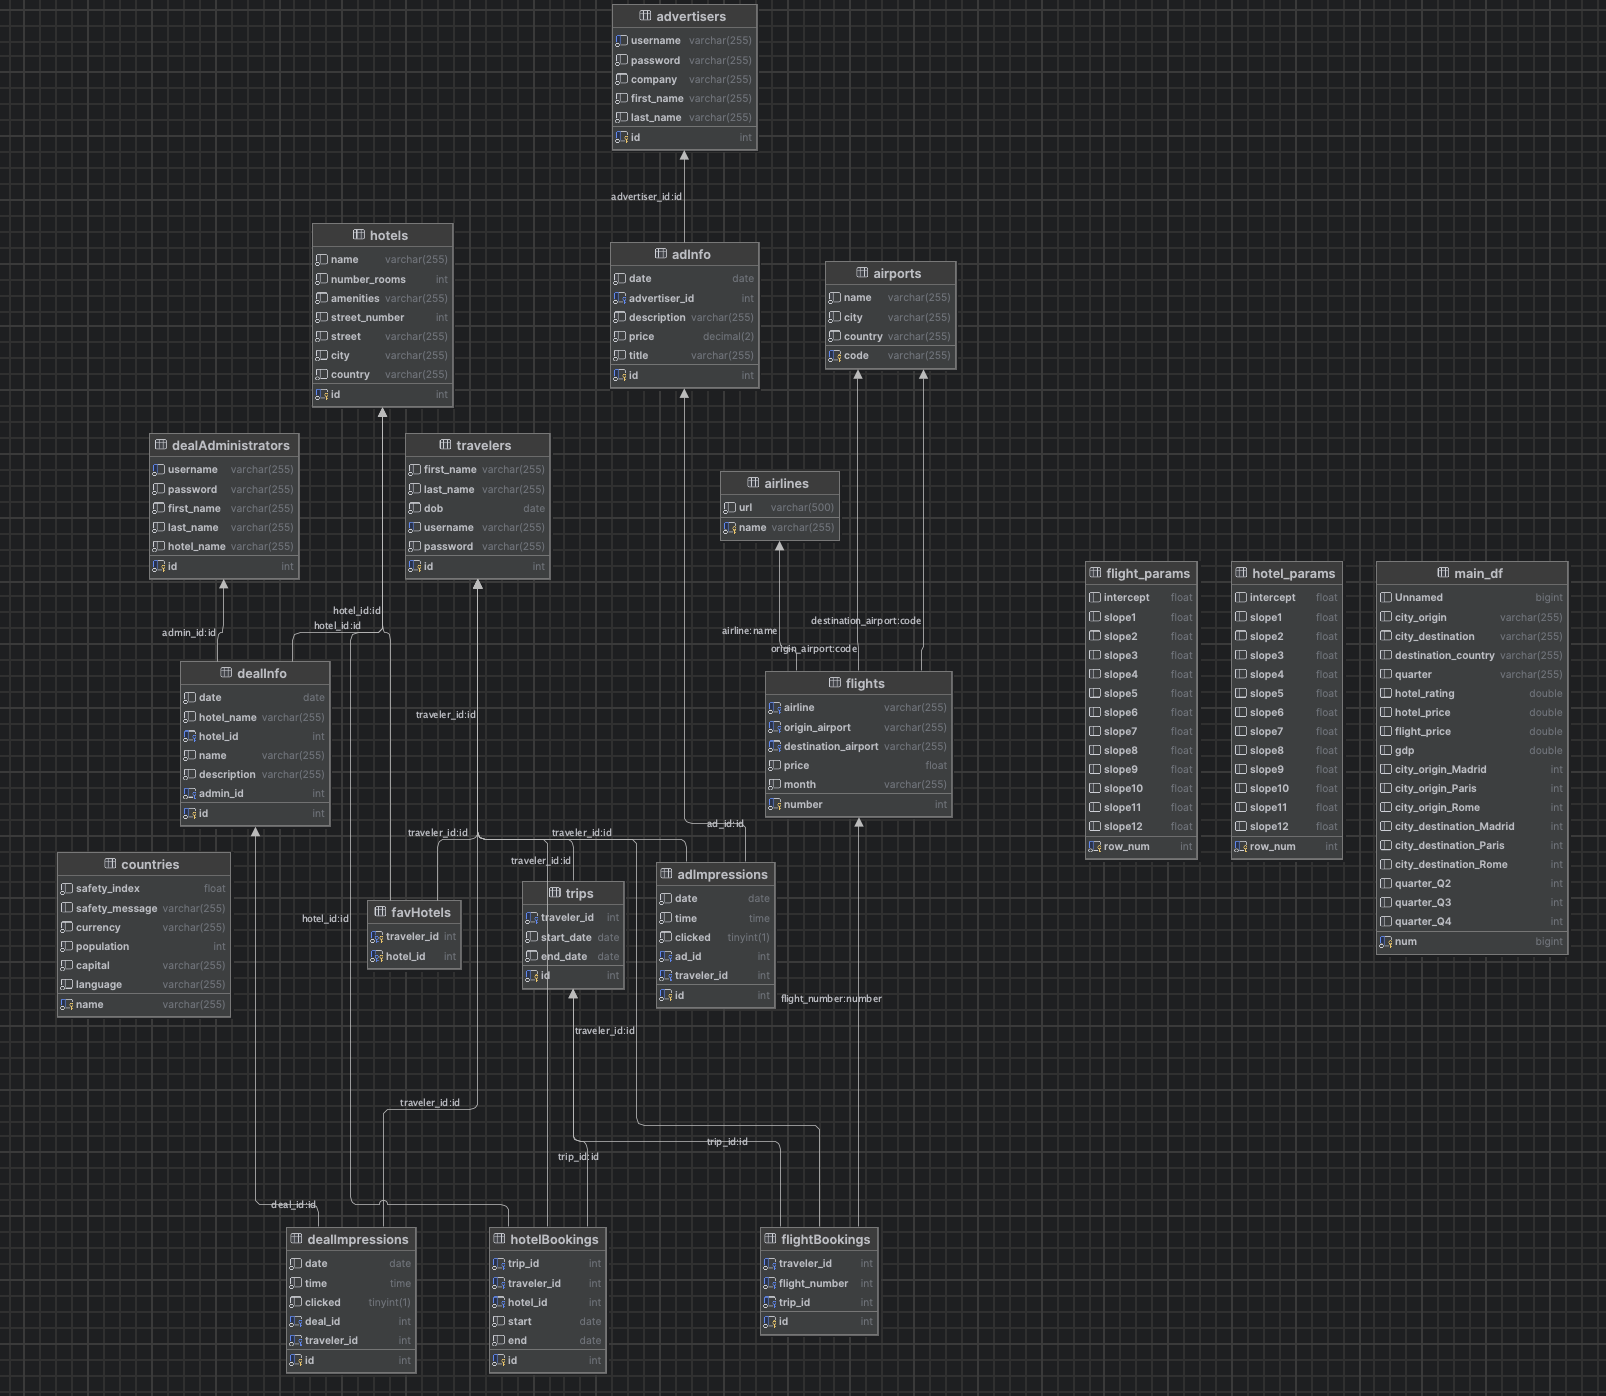 advertisers
username varchar(255)
password varchar(255)
company varchar(255)
first_name varchar(255)
last_name varchar(255)
id int
advertiser_id:id
hotels
name varchar(255)
number_rooms int
amenities varchar(255)
street_number int
street varchar(255)
city varchar(255)
country varchar(255)
id int
adInfo
date date
advertiser_id int
description varchar(255)
price decimal(2)
title varchar(255)
id int
airports
name varchar(255)
city varchar(255)
country varchar(255)
code varchar(255)
dealAdministrators
username varchar(255)
password varchar(255)
first_name varchar(255)
last_name varchar(255)
hotel_name varchar(255)
id int
travelers
first_name varchar(255)
last_name varchar(255)
dob date
username varchar(255)
password varchar(255)
id int
airlines
url varchar(500)
name varchar(255)
hotel_id:id
hotel_id:id
admin_id:id
destination_airport:code
airline:name
origin_airport:code
flight_params
intercept float
slope1 float
slope2 float
slope3 float
slope4 float
slope5 float
slope6 float
slope7 float
slope8 float
slope9 float
slope10 float
slope11 float
slope12 float
row_num int
hotel_params
intercept float
slope1 float
slope2 float
slope3 float
slope4 float
slope5 float
slope6 float
slope7 float
slope8 float
slope9 float
slope10 float
slope11 float
slope12 float
row_num int
main_df
Unnamed bigint
city_origin varchar(255)
city_destination varchar(255)
destination_country varchar(255)
quarter varchar(255)
hotel_rating double
hotel_price double
flight_price double
gdp double
city_origin_Madrid int
city_origin_Paris int
city_origin_Rome int
city_destination_Madrid int
city_destination_Paris int
city_destination_Rome int
quarter_Q2 int
quarter_Q3 int
quarter_Q4 int
num bigint
dealInfo
date date
hotel_name varchar(255)
hotel_id int
name varchar(255)
description varchar(255)
admin_id int
id int
traveler_id:id
flights
airline varchar(255)
origin_airport varchar(255)
destination_airport varchar(255)
price float
month varchar(255)
number int
traveler_id:id
traveler_id:id
ad_id:id
traveler_id:id
countries
safety_index float
safety_message varchar(255)
currency varchar(255)
population int
capital varchar(255)
language varchar(255)
name varchar(255)
hotel_id:id
favHotels
traveler_id int
hotel_id int
trips
traveler_id int
start_date date
end_date date
id int
adImpressions
date date
time time
clicked tinyint(1)
ad_id int
traveler_id int
id int
flight_number:number
traveler_id:id
traveler_id:id
trip_id:id
trip_id:id
deal_id:id
dealImpressions
date date
time time
clicked tinyint(1)
deal_id int
traveler_id int
id int
hotelBookings
trip_id int
traveler_id int
hotel_id int
start date
end date
id int
flightBookings
traveler_id int
flight_number int
trip_id int
id int